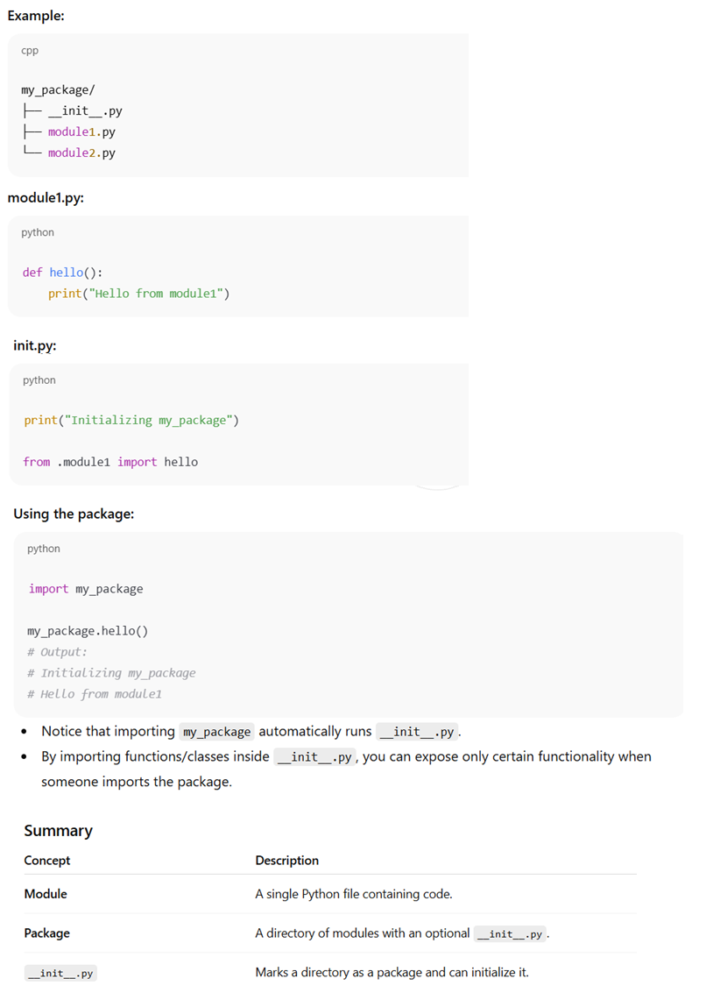 Example:
cpp
my_package/
├── __init__.py
├── module1.py
└── module2.py
module1.py:
python
def hello():
    print("Hello from module1")
init.py:
python
print("Initializing my_package")
from .module1 import hello
Using the package:
python
import my_package
my_package.hello()
# Output:
# Initializing my_package
# Hello from module1
• Notice that importing my_package automatically runs __init__.py.
• By importing functions/classes inside __init__.py, you can expose only certain functionality when
someone imports the package.
Summary
Concept Description
Module A single Python file containing code.
Package A directory of modules with an optional __init__.py.
__init__.py Marks a directory as a package and can initialize it.